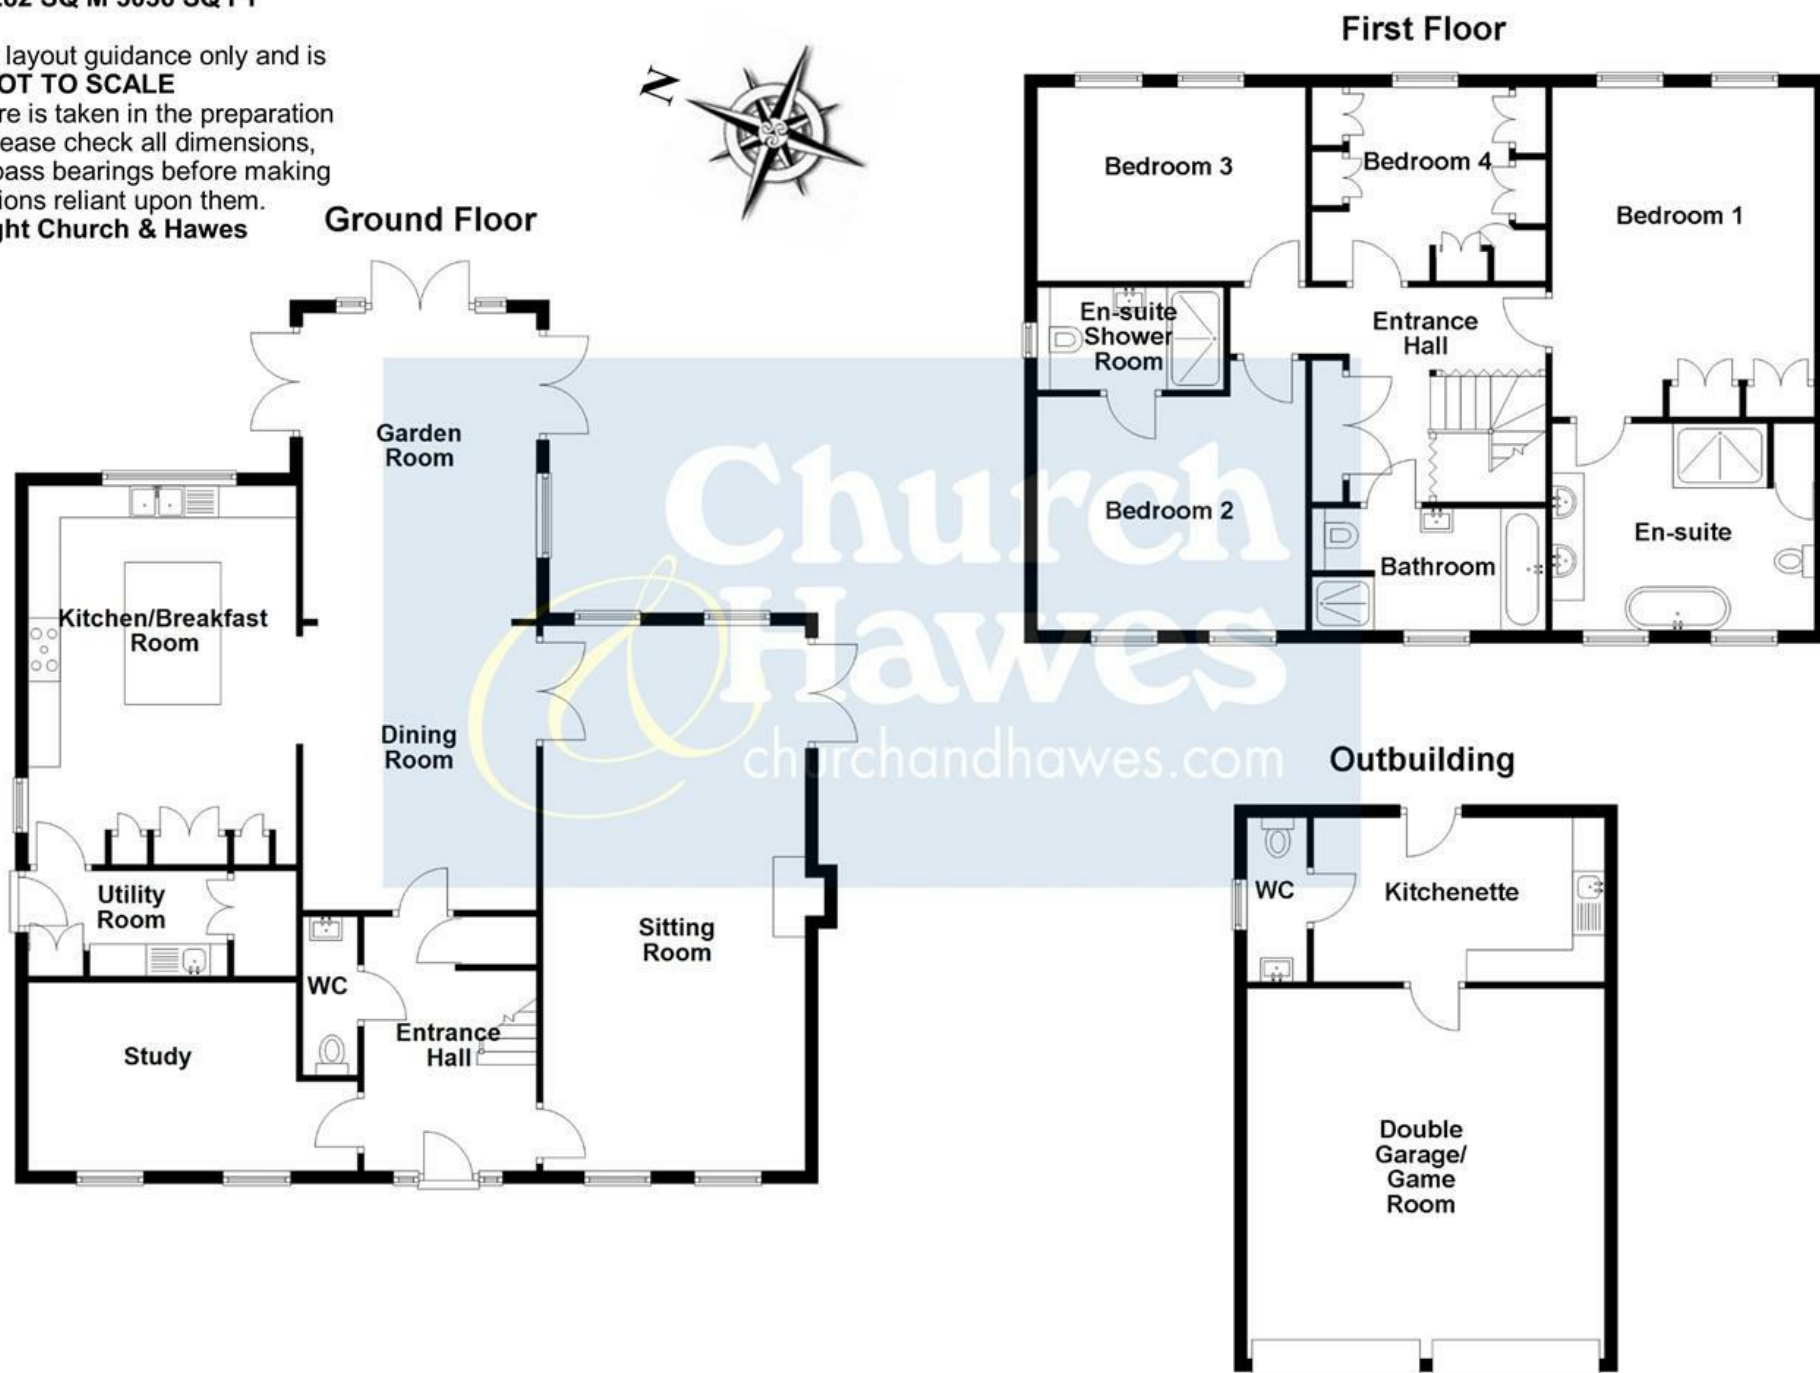 layout guidance only and is
OT TO SCALE
re is taken in the preparation
ease check all dimensions,
pass bearings before making
ions reliant upon them.
ght Church & Hawes
N
Ground Floor
Garden
Room
Kitchen/Breakfast
Room
Dining
Room
Utility
Room
Sitting
Room
WC
Study
Entrance
Hall
First Floor
Bedroom 3
Bedroom 4
Bedroom 1
En-suite
Shower
Room
Entrance
Hall
Bedroom 2
Bathroom
En-suite
Outbuilding
WC
Kitchenette
Double
Garage/
Game
Room
Church
& Hawes
churchandhawes.com